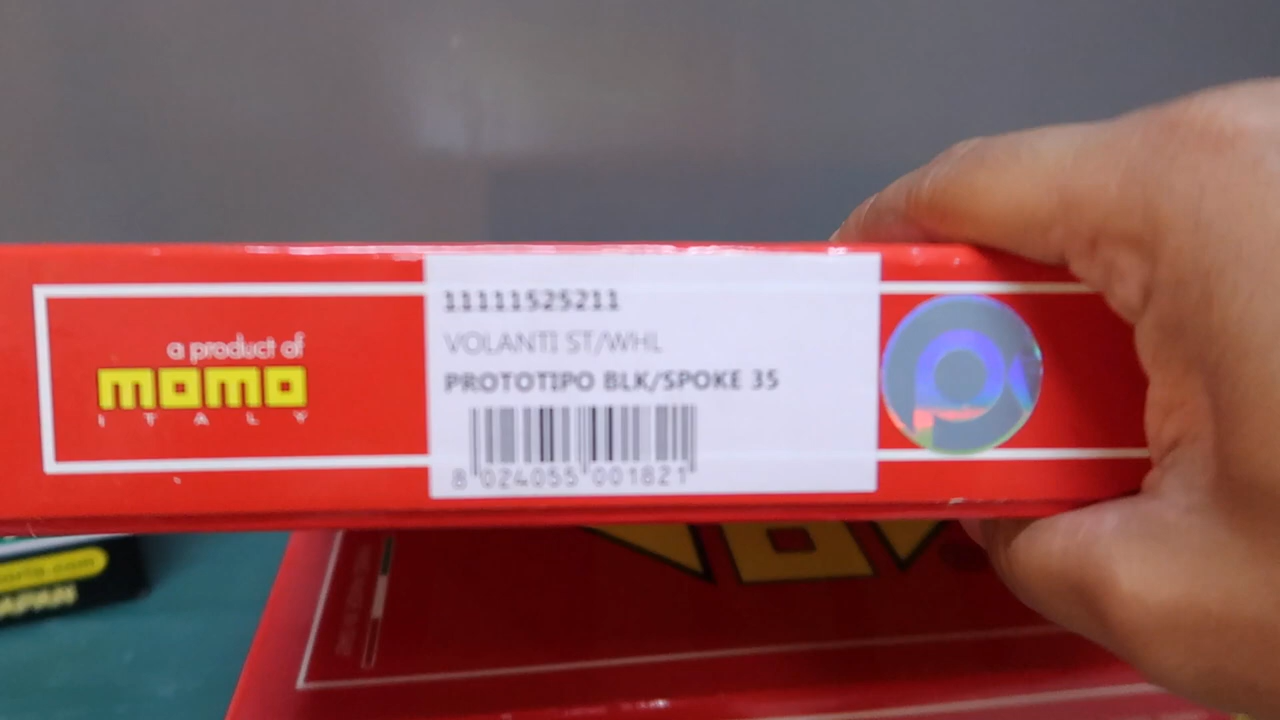 a product of
momo
ITALY
11111525211
VOLANTI ST/WHL
PROTOTIPO BLK/SPOKE 35
8 024055 001821